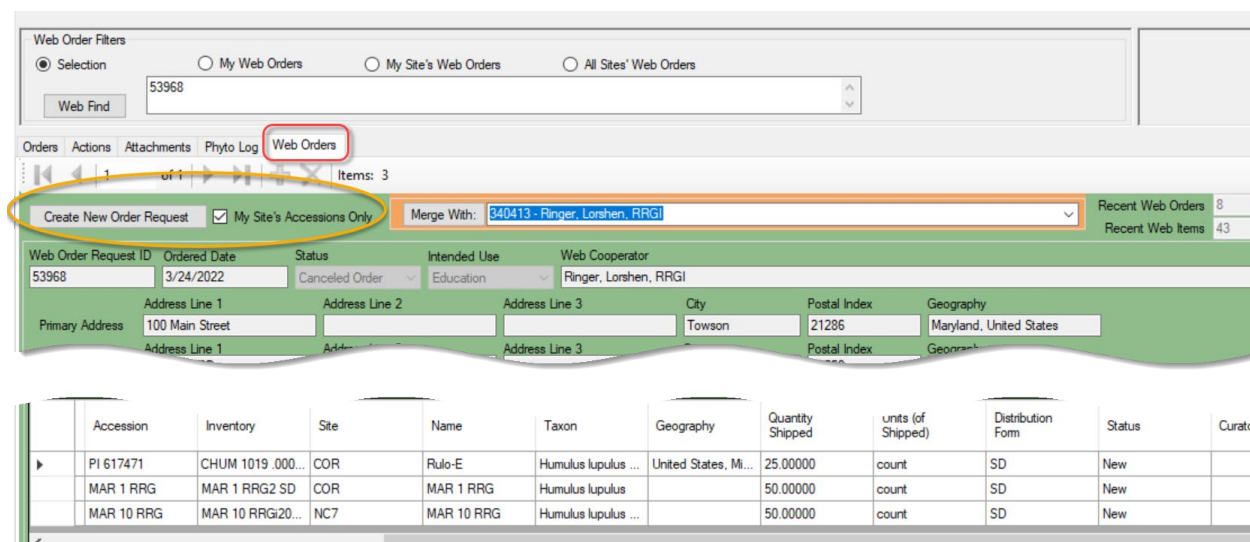 Web Order Filters
Selection My Web Orders My Site's Web Orders All Sites' Web Orders
53968
Web Find
Orders Actions Attachments Phyto Log Web Orders
1 of 1 Items: 3
Create New Order Request My Site's Accessions Only Merge With: 340413 - Ringer, Lorshen, RRGI Recent Web Orders 8
Recent Web Items 43
Web Order Request ID Ordered Date Status Intended Use Web Cooperator
53968 3/24/2022 Canceled Order Education Ringer, Lorshen, RRGI
Address Line 1 Address Line 2 Address Line 3 City Postal Index Geography
Primary Address 100 Main Street Towson 21286 Maryland, United States
Address Line 1 Address Line 3 Postal Index
Accession Inventory Site Name Taxon Geography Quantity Shipped Units (of Shipped) Distribution Form Status
PI 617471 CHUM 1019 .000... COR Rulo-E Humulus lupulus ... United States, Mi... 25.00000 count SD New
MAR 1 RRG MAR 1 RRG2 SD COR MAR 1 RRG Humulus lupulus 50.00000 count SD New
MAR 10 RRG MAR 10 RRGi20... NC7 MAR 10 RRG Humulus lupulus ... 50.00000 count SD New